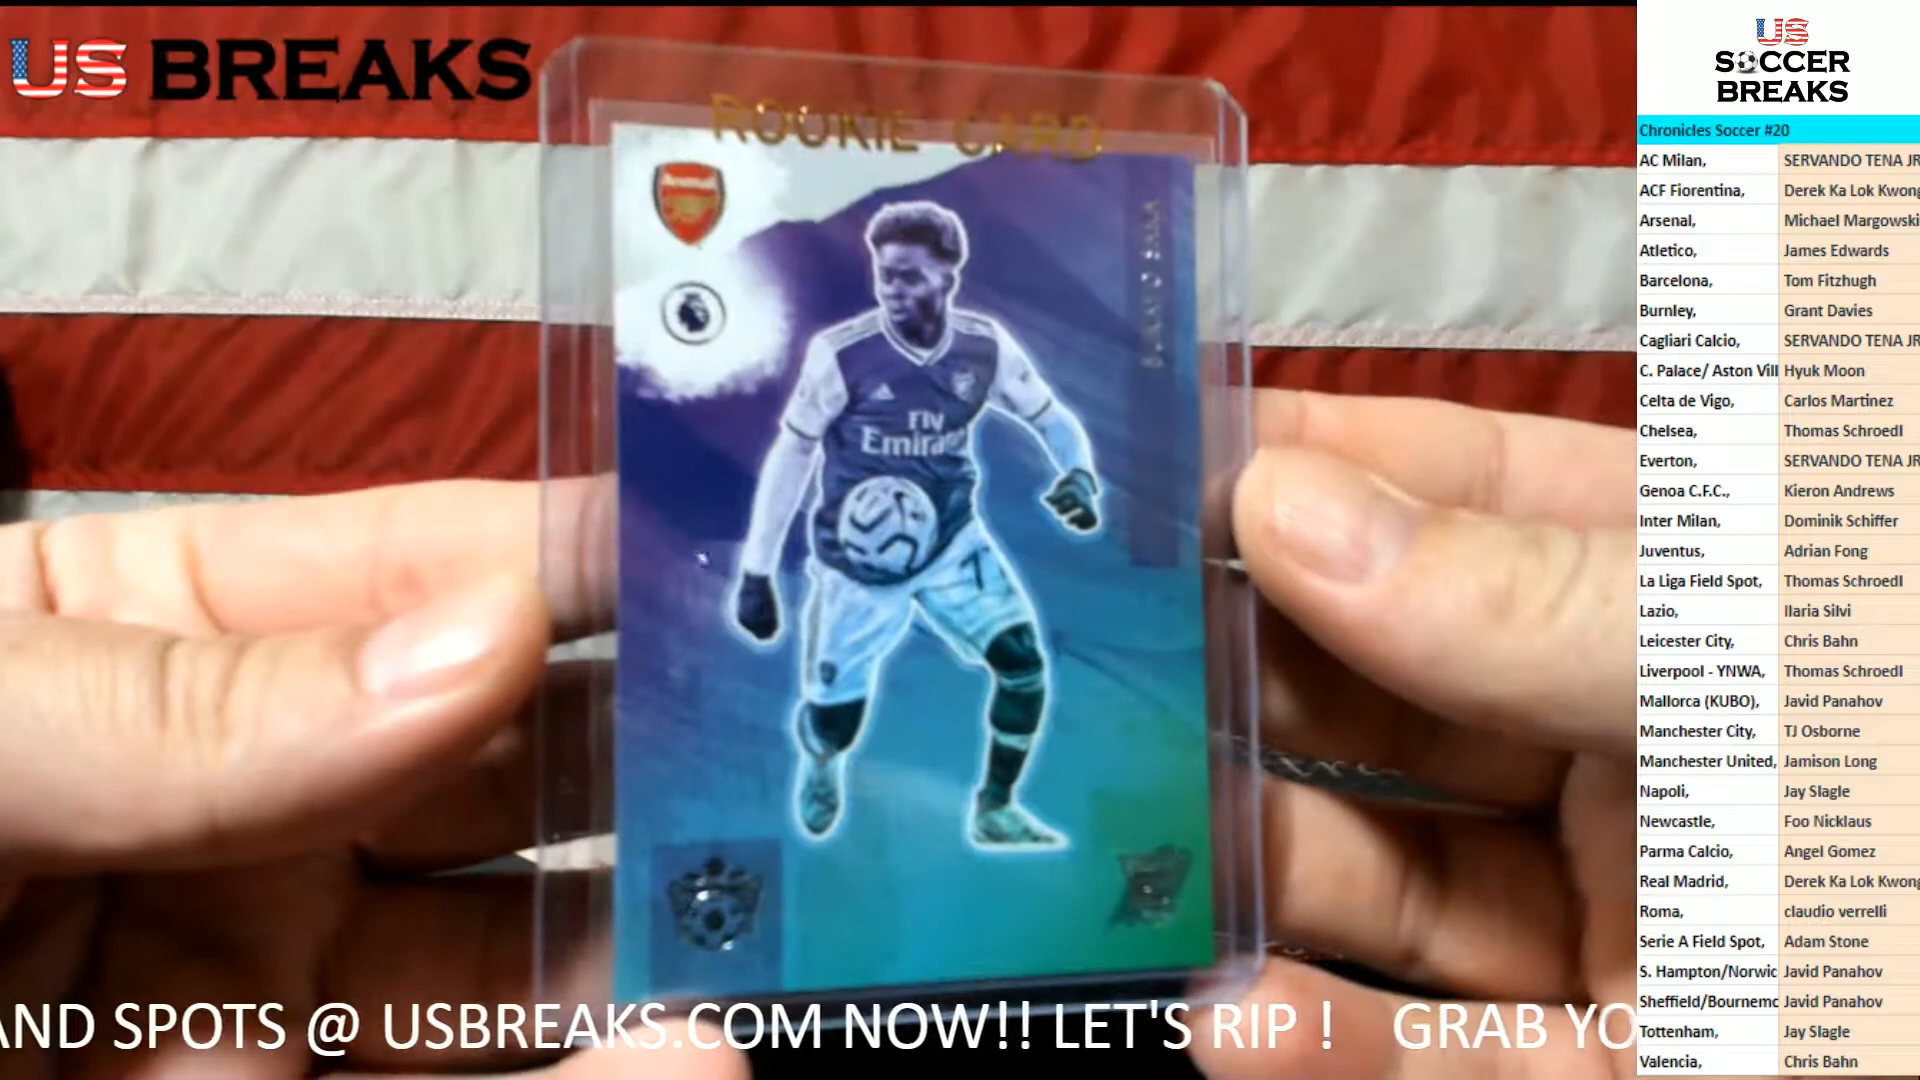 US BREAKS
ROOKIE CARD
Arsenal
BUKAYO SAKA
Fly
Emirates
7
AND SPOTS @ USBREAKS.COM NOW!! LET'S RIP !   GRAB YO
US
SOCCER
BREAKS
Chronicles Soccer #20
AC Milan, SERVANDO TENA JR
ACF Fiorentina, Derek Ka Lok Kwong
Arsenal, Michael Margowski
Atletico, James Edwards
Barcelona, Tom Fitzhugh
Burnley, Grant Davies
Cagliari Calcio, SERVANDO TENA JR
C. Palace/ Aston Vill Hyuk Moon
Celta de Vigo, Carlos Martinez
Chelsea, Thomas Schroedl
Everton, SERVANDO TENA JR
Genoa C.F.C., Kieron Andrews
Inter Milan, Dominik Schiffer
Juventus, Adrian Fong
La Liga Field Spot, Thomas Schroedl
Lazio, Ilaria Silvi
Leicester City, Chris Bahn
Liverpool - YNWA, Thomas Schroedl
Mallorca (KUBO), Javid Panahov
Manchester City, TJ Osborne
Manchester United, Jamison Long
Napoli, Jay Slagle
Newcastle, Foo Nicklaus
Parma Calcio, Angel Gomez
Real Madrid, Derek Ka Lok Kwong
Roma, claudio verrelli
Serie A Field Spot, Adam Stone
S. Hampton/Norwic Javid Panahov
Sheffield/Bournemo Javid Panahov
Tottenham, Jay Slagle
Valencia, Chris Bahn